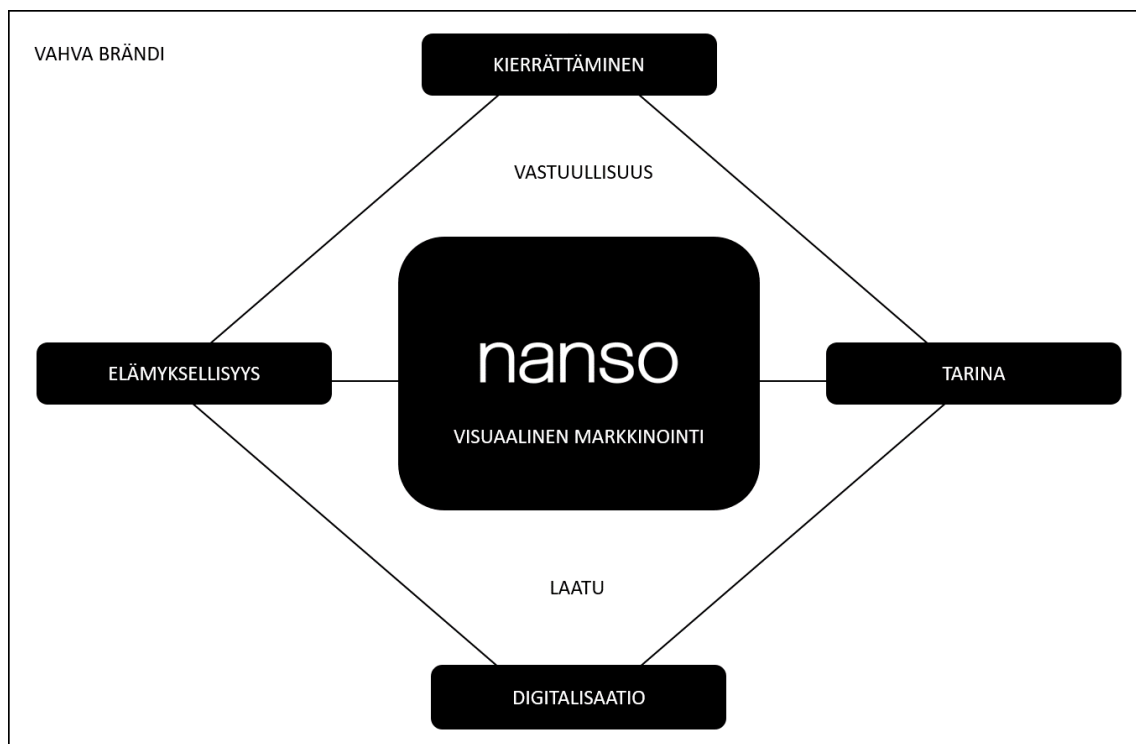 VAHVA BRÄNDI
KIERRÄTTÄMINEN
VASTUULLISUUS
nanso
VISUAALINEN MARKKINOINTI
ELÄMYKSELLISYYS
TARINA
LAATU
DIGITALISAATIO